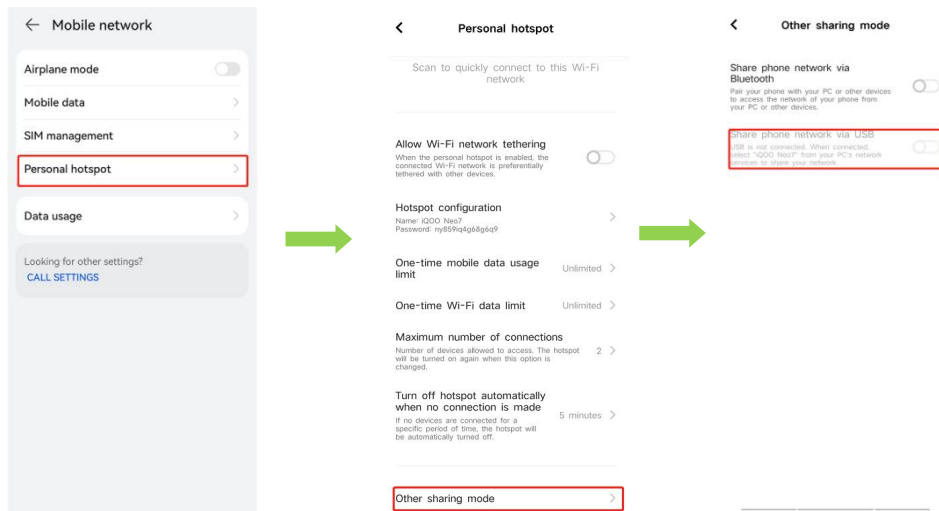 Mobile network
Airplane mode
Mobile data
SIM management
Personal hotspot
Data usage
Looking for other settings?
CALL SETTINGS
Personal hotspot
Scan to quickly connect to this Wi-Fi
network
Allow Wi-Fi network tethering
When the personal hotspot is enabled, the
connected Wi-Fi network is preferentially
tethered with other devices.
Hotspot configuration
Name: iQOO Neo7
Password: ny859iq4g68g6q9
One-time mobile data usage
limit
Unlimited
One-time Wi-Fi data limit
Unlimited
Maximum number of connections
Number of devices allowed to access. The hotspot
will be turned on again when this option is
changed.
2
Turn off hotspot automatically
when no connection is made
If no devices are connected for a
specific period of time, the hotspot will
be automatically turned off.
5 minutes
Other sharing mode
Other sharing mode
Share phone network via
Bluetooth
Pair your phone with your PC or other devices
to access the network of your phone from
your PC or other devices.
Share phone network via USB
USB is not connected. When connected,
select "iQOO Neo7" from your PC's network
services to share your network.